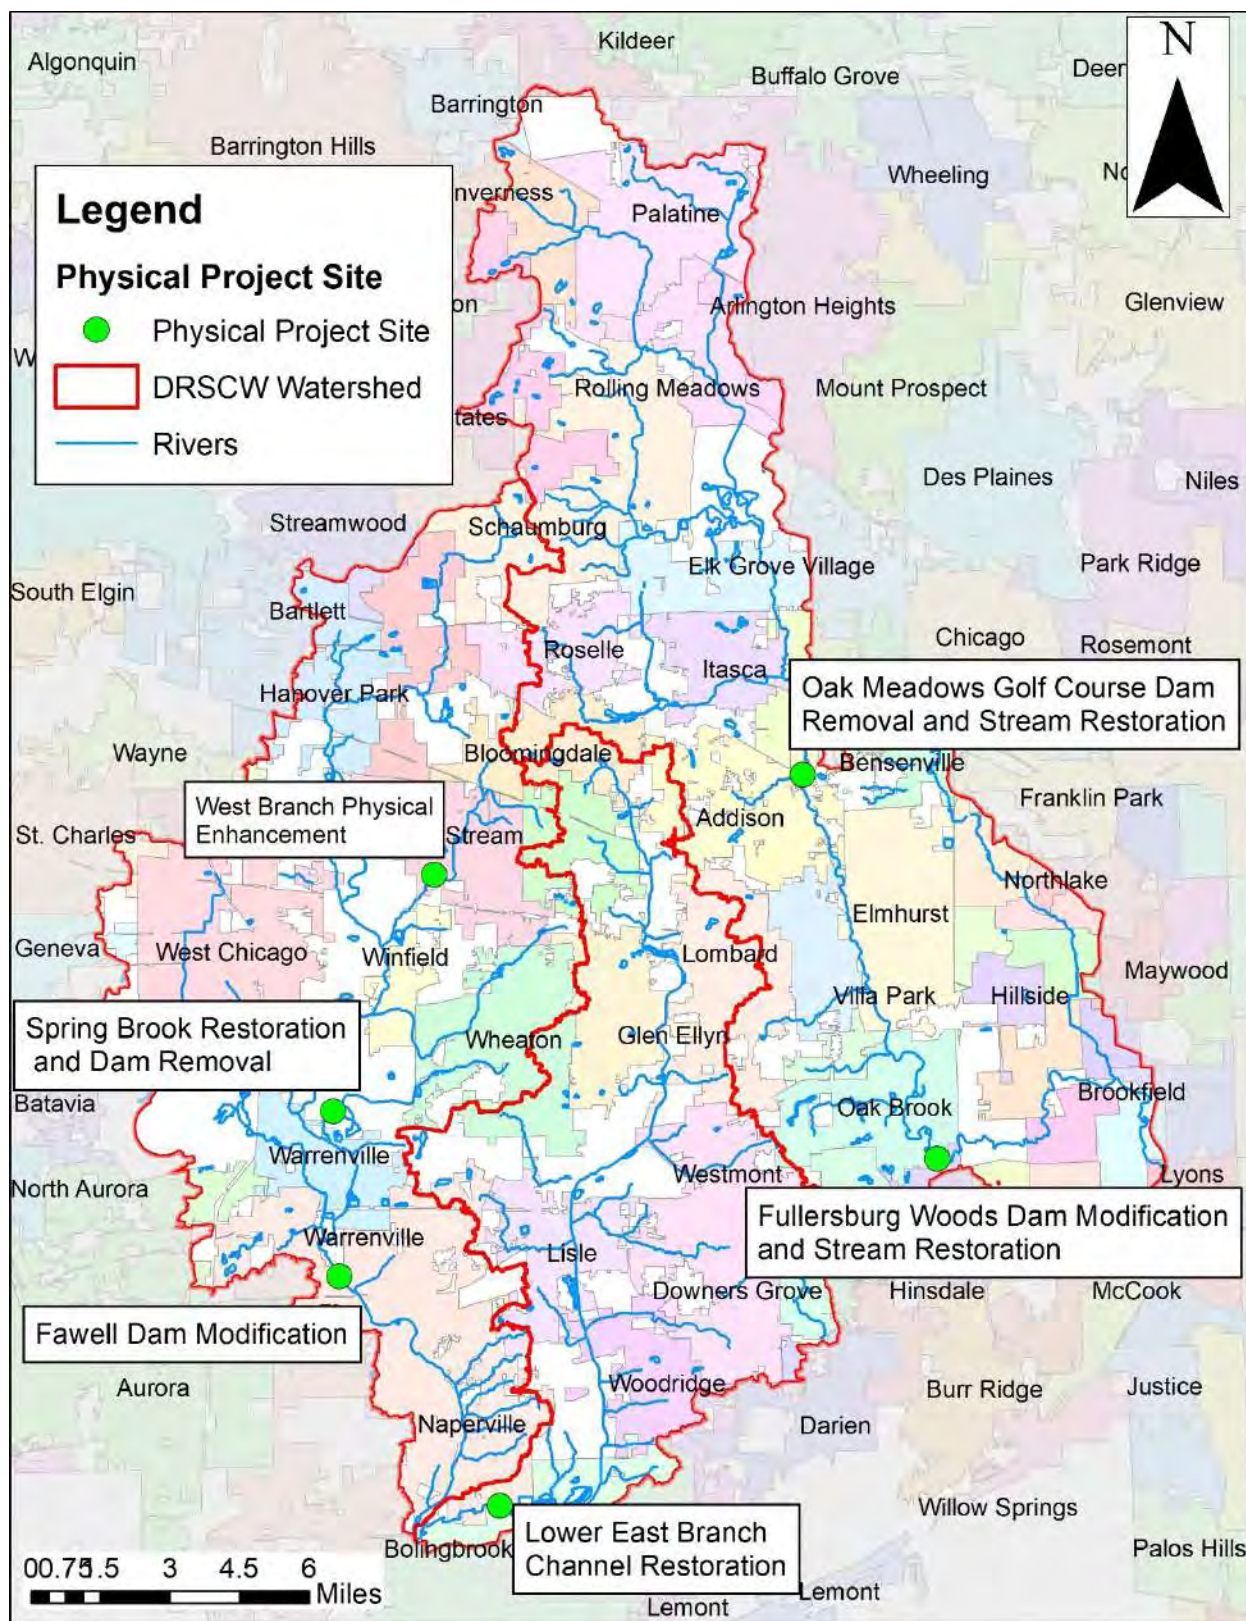 Kildeer
Algonquin
Buffalo Grove
Deer
Barrington
Barrington Hills
N
Wheeling
No
Legend
nverness
Palatine
Physical Project Site
Physical Project Site
on
Arlington Heights
Glenview
W
DRSCW Watershed
Rolling Meadows
Mount Prospect
tates
Rivers
Des Plaines
Niles
Streamwood
Schaumburg
Elk Grove Village
Park Ridge
South Elgin
Bartlett
Chicago
Rosemont
Roselle
Itasca
Hanover Park
Oak Meadows Golf Course Dam
Removal and Stream Restoration
Wayne
Bloomingdale
Bensenville
Franklin Park
West Branch Physical
Enhancement
Stream
Addison
St. Charles
Northlake
Elmhurst
Geneva
West Chicago
Winfield
Lombard
Maywood
Villa Park
Hillside
Spring Brook Restoration
and Dam Removal
Wheaton
Glen Ellyn
Batavia
Oak Brook
Brookfield
Warrenville
Westmont
Lyons
North Aurora
Fullersburg Woods Dam Modification
and Stream Restoration
Warrenville
Lisle
Downers Grove
Hinsdale
McCook
Fawell Dam Modification
Aurora
Woodridge
Burr Ridge
Justice
Naperville
Darien
Willow Springs
Lower East Branch
Channel Restoration
Bolingbrook
Palos Hills
00.75 1.5 3 4.5 6
Miles
Lemont
Lemont